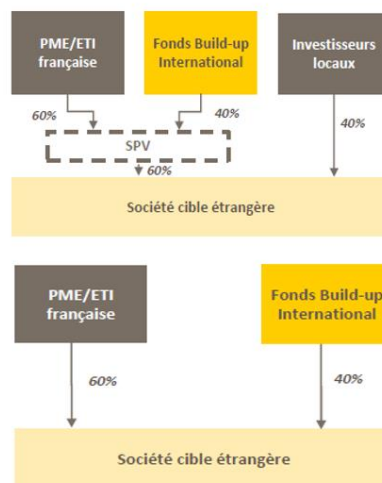 PME/ETI
française
Fonds Build-up
International
Investisseurs
locaux
60%
40%
40%
SPV
60%
Société cible étrangère
PME/ETI
française
Fonds Build-up
International
60%
40%
Société cible étrangère